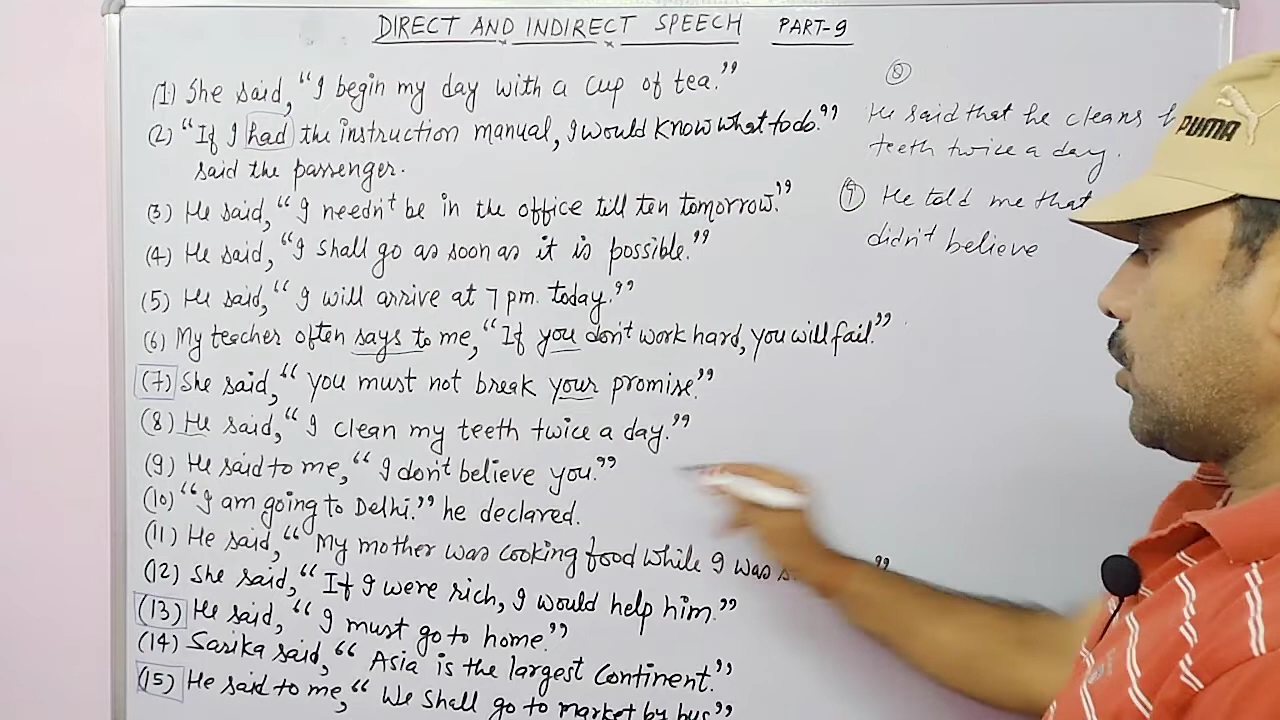 DIRECT AND INDIRECT SPEECH PART-9
(1) She said, “I begin my day with a cup of tea.”
(2) “If I had the instruction manual, I would know what to do.”
said the passenger.
(3) He said, “I needn't be in the office till ten tomorrow.”
(4) He said, “I shall go as soon as it is possible.”
(5) He said, “I will arrive at 7 pm. today.”
(6) My teacher often says to me, “If you don't work hard, you will fail.”
(7) She said, “you must not break your promise.”
(8) He said, “I clean my teeth twice a day.”
(9) He said to me, “I don't believe you.”
(10) “I am going to Delhi.” he declared.
(11) He said, “My mother was cooking food while I was ”
(12) She said, “If I were rich, I would help him.”
(13) He said, “I must go to home.”
(14) Sarika said, “Asia is the largest continent.”
(15) He said to me, “We shall go to market by bus”
(8)
He said that he cleans
teeth twice a day.
(9) He told me that
didn't believe
PUMA